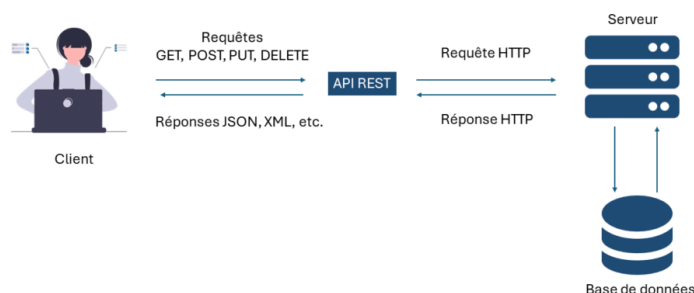 Serveur
Requêtes
GET, POST, PUT, DELETE
Requête HTTP
API REST
Réponses JSON, XML, etc.
Réponse HTTP
Client
Base de données